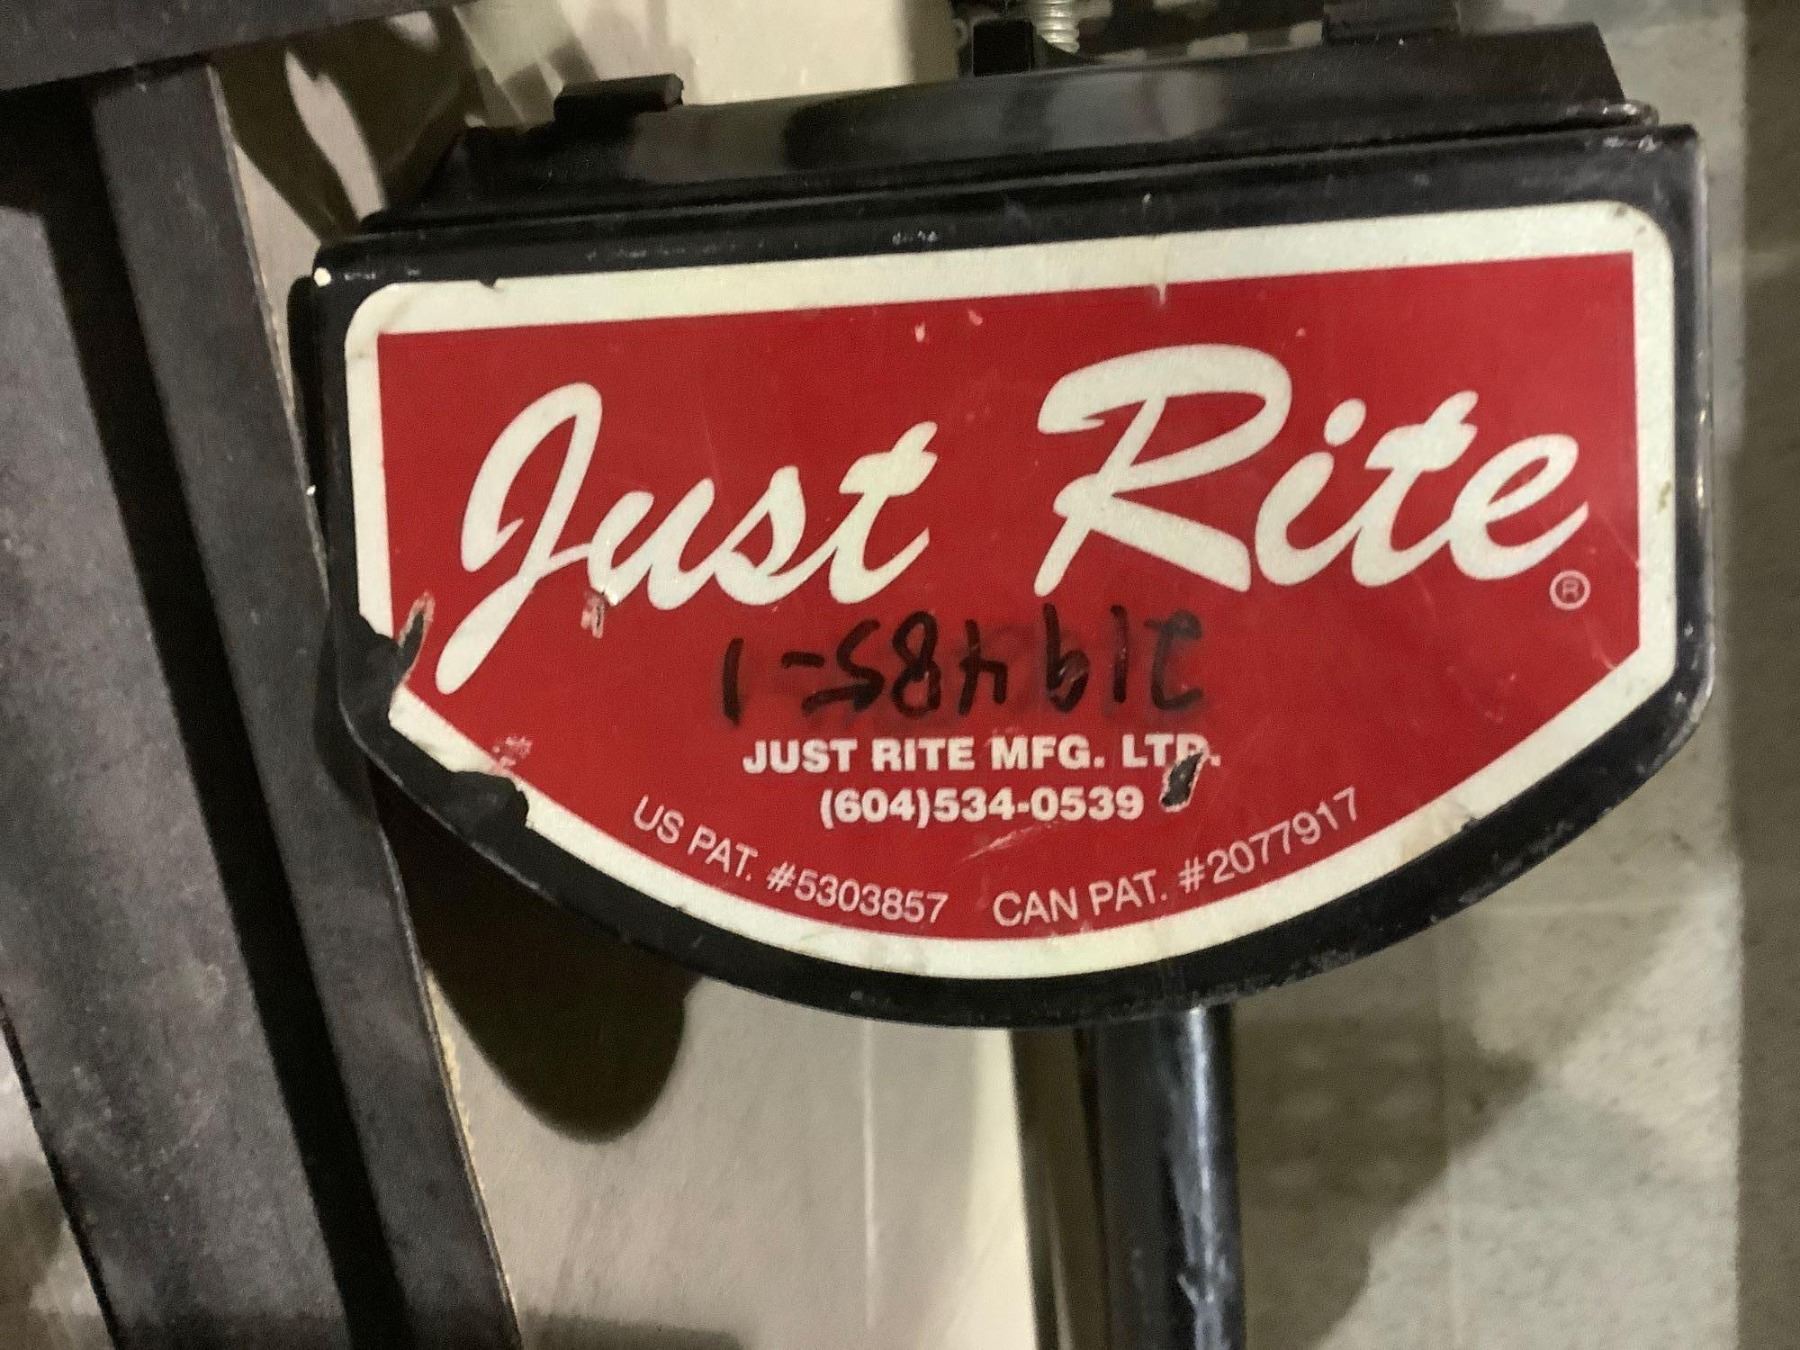 Just Rite ®
219485-1
JUST RITE MFG. LTD.
(604)534-0539
US PAT. #5303857 CAN PAT. #2077917